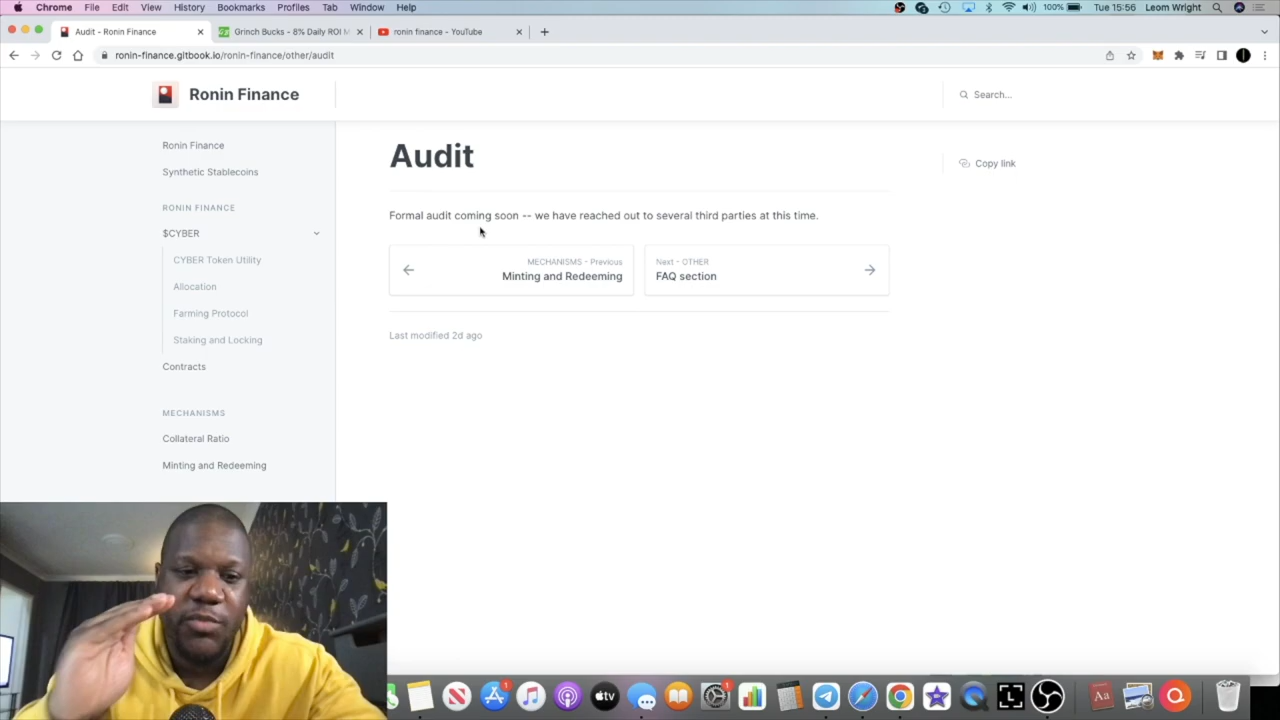 Chrome File Edit View History Bookmarks Profiles Tab Window Help 100% Tue 15:56 Leom Wright
Audit - Ronin Finance Grinch Bucks - 8% Daily ROI M ronin finance - YouTube
ronin-finance.gitbook.io/ronin-finance/other/audit
Ronin Finance Search...
Ronin Finance
Synthetic Stablecoins
RONIN FINANCE
$CYBER
CYBER Token Utility
Allocation
Farming Protocol
Staking and Locking
Contracts
MECHANISMS
Collateral Ratio
Minting and Redeeming
Audit
Copy link
Formal audit coming soon -- we have reached out to several third parties at this time.
MECHANISMS - Previous
Minting and Redeeming
Next - OTHER
FAQ section
Last modified 2d ago
tv
Aa